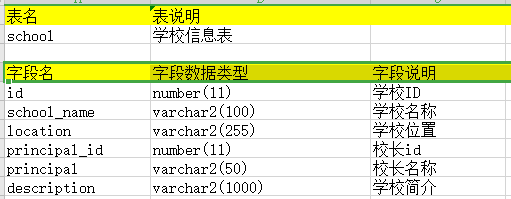 表名 表说明
school 学校信息表
字段名 字段数据类型 字段说明
id number(11) 学校ID
school_name varchar2(100) 学校名称
location varchar2(255) 学校位置
principal_id number(11) 校长id
principal varchar2(50) 校长名称
description varchar2(1000) 学校简介